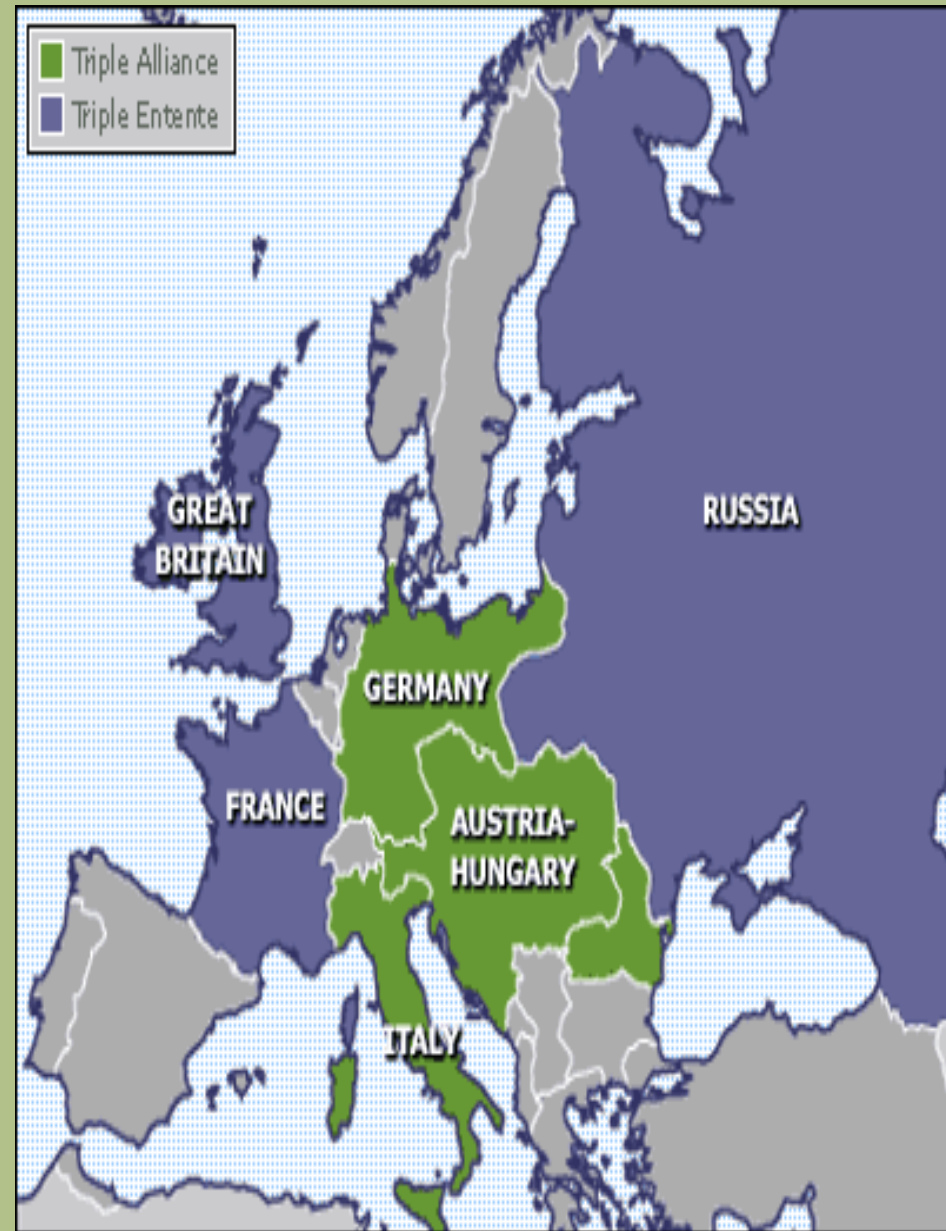 Triple Alliance
Triple Entente
GREAT
BRITAIN
RUSSIA
GERMANY
FRANCE
AUSTRIA-
HUNGARY
ITALY